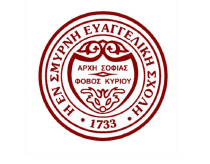 Η ΕΝ ΣΜΥΡΝΗ ΕΥΑΓΓΕΛΙΚΗ ΣΧΟΛΗ
ΑΡΧΗ ΣΟΦΙΑΣ
ΦΟΒΟΣ ΚΥΡΙΟΥ
· 1733 ·